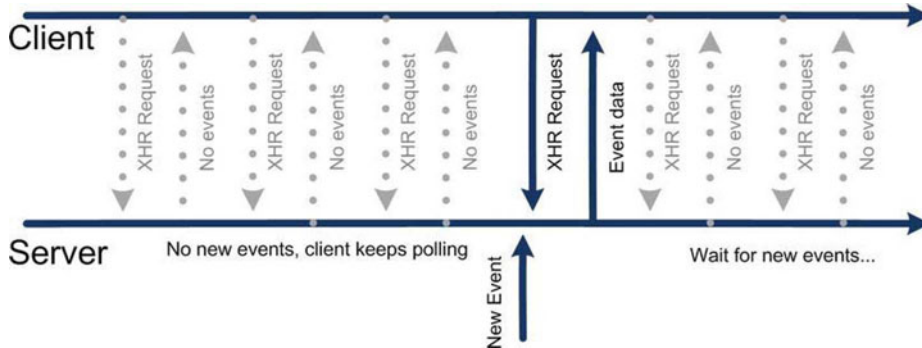 Client
XHR Request
No events
XHR Request
No events
XHR Request
No events
XHR Request
Event data
XHR Request
No events
XHR Request
No events
Server
No new events, client keeps polling
Wait for new events...
New Event